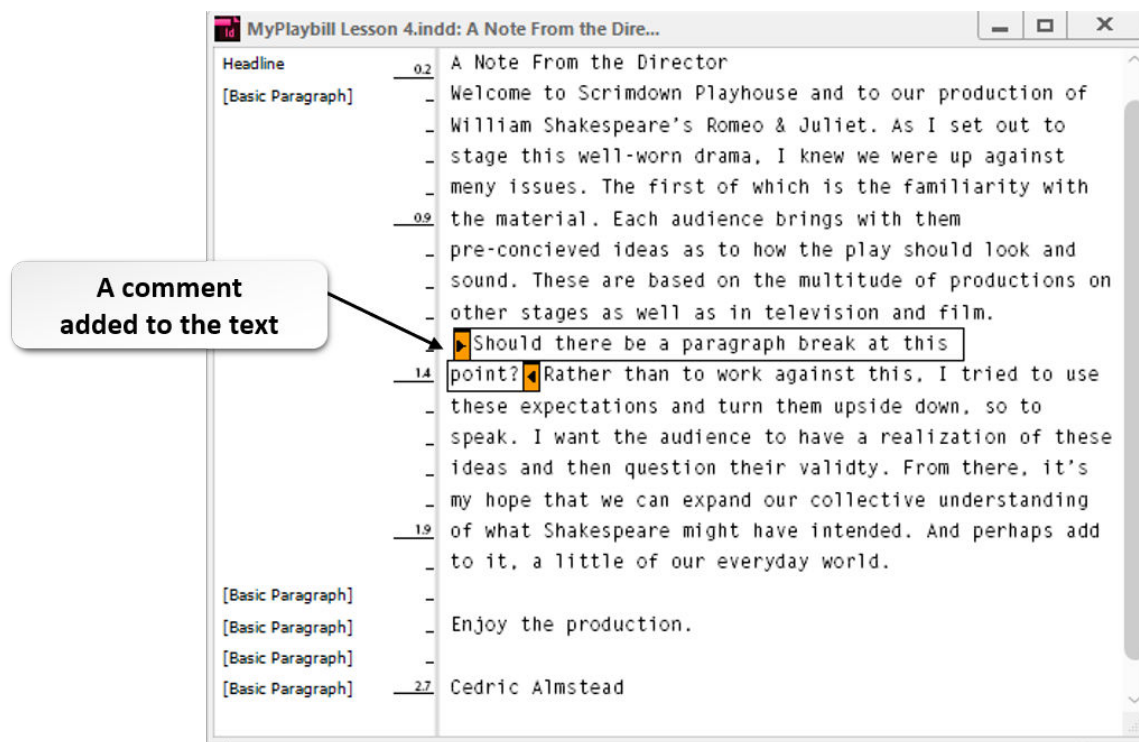 MyPlaybill Lesson 4.indd: A Note From the Dire...
Headline 0.2 A Note From the Director
[Basic Paragraph] Welcome to Scrimdown Playhouse and to our production of
William Shakespeare's Romeo & Juliet. As I set out to
stage this well-worn drama, I knew we were up against
meny issues. The first of which is the familiarity with
0.9 the material. Each audience brings with them
pre-concieved ideas as to how the play should look and
sound. These are based on the multitude of productions on
other stages as well as in television and film.
A comment
added to the text
Should there be a paragraph break at this
1.4 point? Rather than to work against this, I tried to use
these expectations and turn them upside down, so to
speak. I want the audience to have a realization of these
ideas and then question their validty. From there, it's
my hope that we can expand our collective understanding
1.9 of what Shakespeare might have intended. And perhaps add
to it, a little of our everyday world.
[Basic Paragraph]
[Basic Paragraph] Enjoy the production.
[Basic Paragraph]
[Basic Paragraph] 2.7 Cedric Almstead